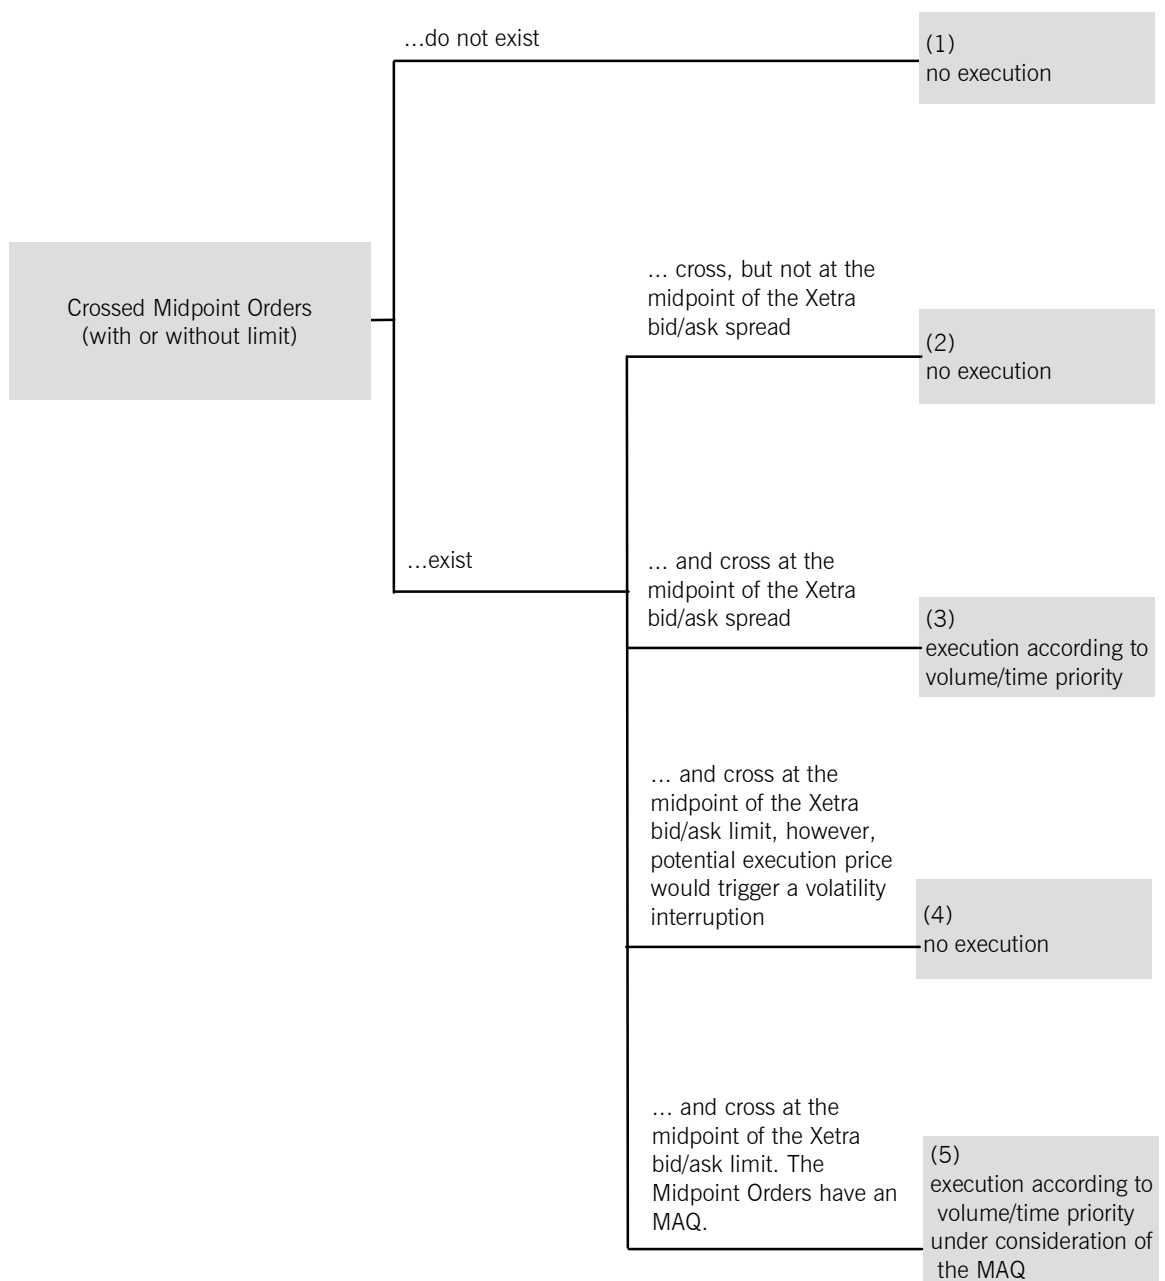 ...do not exist
(1)
no execution
Crossed Midpoint Orders
(with or without limit)
... cross, but not at the
midpoint of the Xetra
bid/ask spread
(2)
no execution
...exist
... and cross at the
midpoint of the Xetra
bid/ask spread
(3)
execution according to
volume/time priority
... and cross at the
midpoint of the Xetra
bid/ask limit, however,
potential execution price
would trigger a volatility
interruption
(4)
no execution
... and cross at the
midpoint of the Xetra
bid/ask limit. The
Midpoint Orders have an
MAQ.
(5)
execution according to
volume/time priority
under consideration of
the MAQ